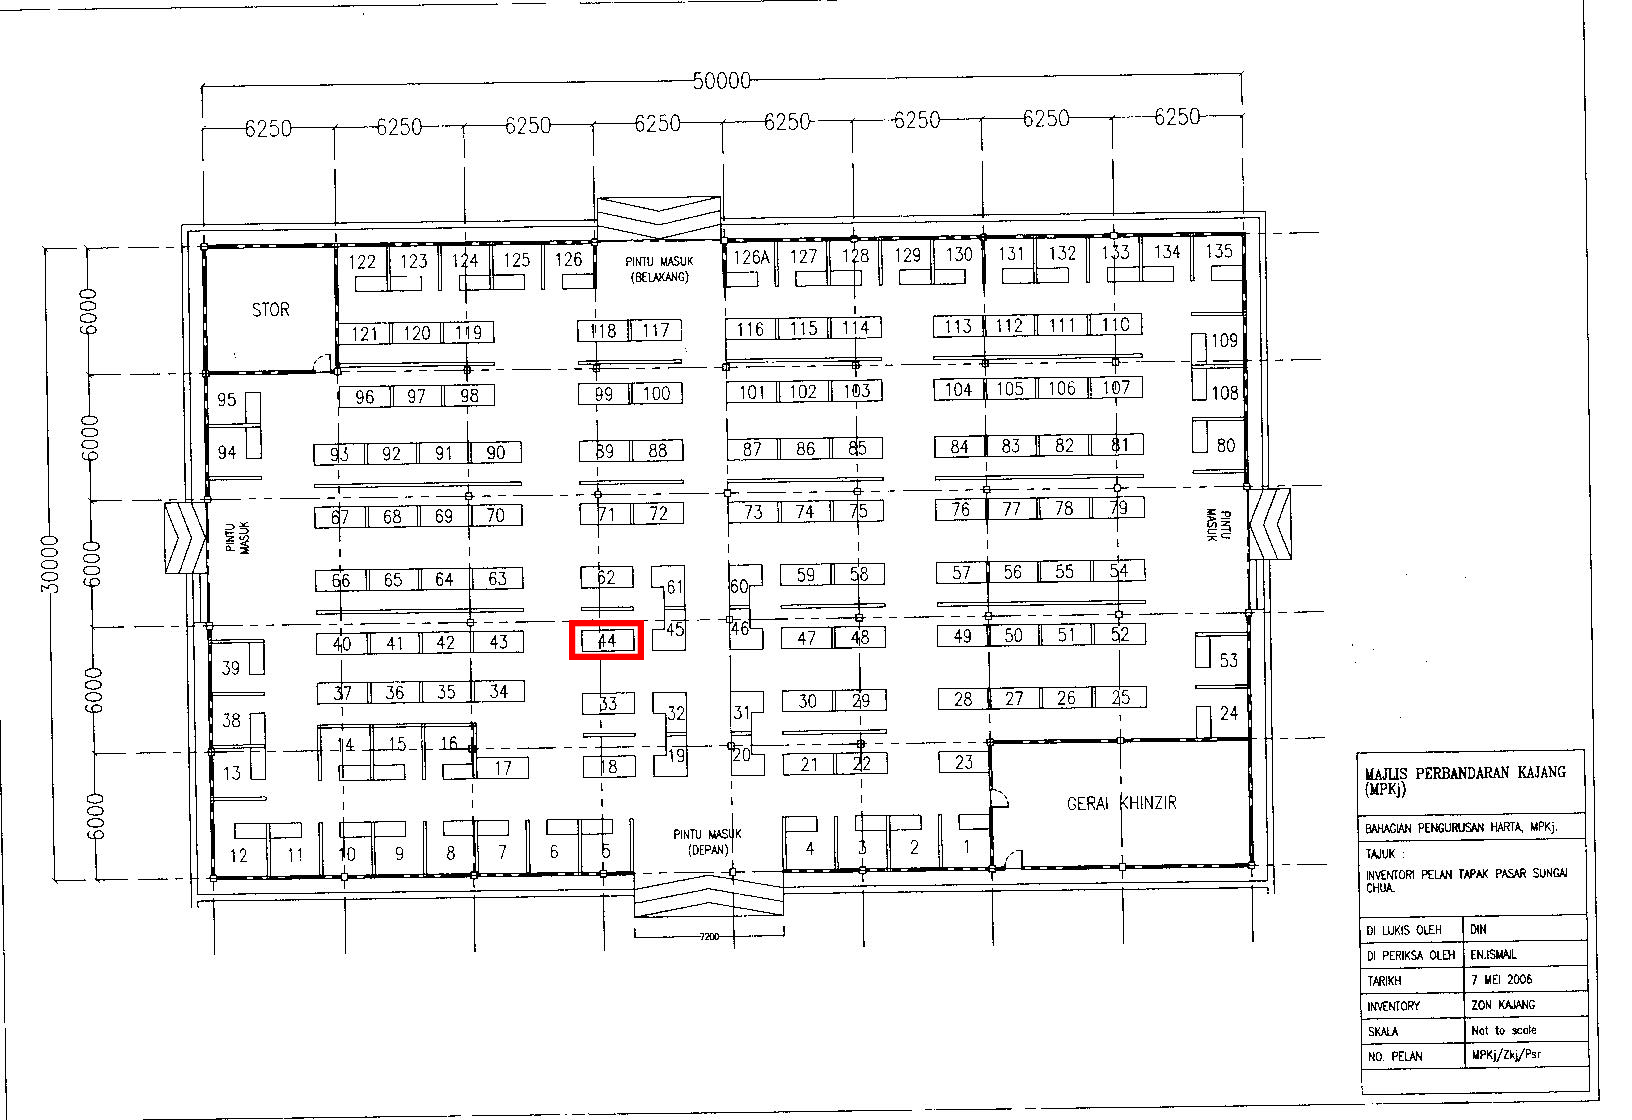 50000
6250 6250 6250 6250 6250 6250 6250 6250
122 123 124 125 126 PINTU MASUK 126A 127 128 129 130 131 132 133 134 135
(BELAKANG)
6000 STOR
121 120 119 118 117 116 115 114 113 112 111 110
109
95 96 97 98 99 100 101 102 103 104 105 106 107 108
6000
94 93 92 91 90 89 88 87 86 85 84 83 82 81 80
67 68 69 70 71 72 73 74 75 76 77 78 79
PINTU
MASUK
PINTU
MASUK
30000
6000
66 65 64 63 62 61 60 59 58 57 56 55 54
40 41 42 43 44 45 46 47 48 49 50 51 52
39 53
6000
37 36 35 34 33 32 31 30 29 28 27 26 25
38 24
14 15 16
13 17 18 19 20 21 22 23
6000
GERAI KHINZIR
PINTU MASUK
(DEPAN)
12 11 10 9 8 7 6 5 4 3 2 1
7200
MAJLIS PERBANDARAN KAJANG
(MPKj)
BAHAGIAN PENGURUSAN HARTA, MPKj.
TAJUK :
INVENTORI PELAN TAPAK PASAR SUNGAI
CHUA.
DI LUKIS OLEH DIN
DI PERIKSA OLEH EN.ISMAIL
TARIKH 7 MEI 2006
INVENTORY ZON KAJANG
SKALA Not to scale
NO. PELAN MPKj/Zkj/Psr